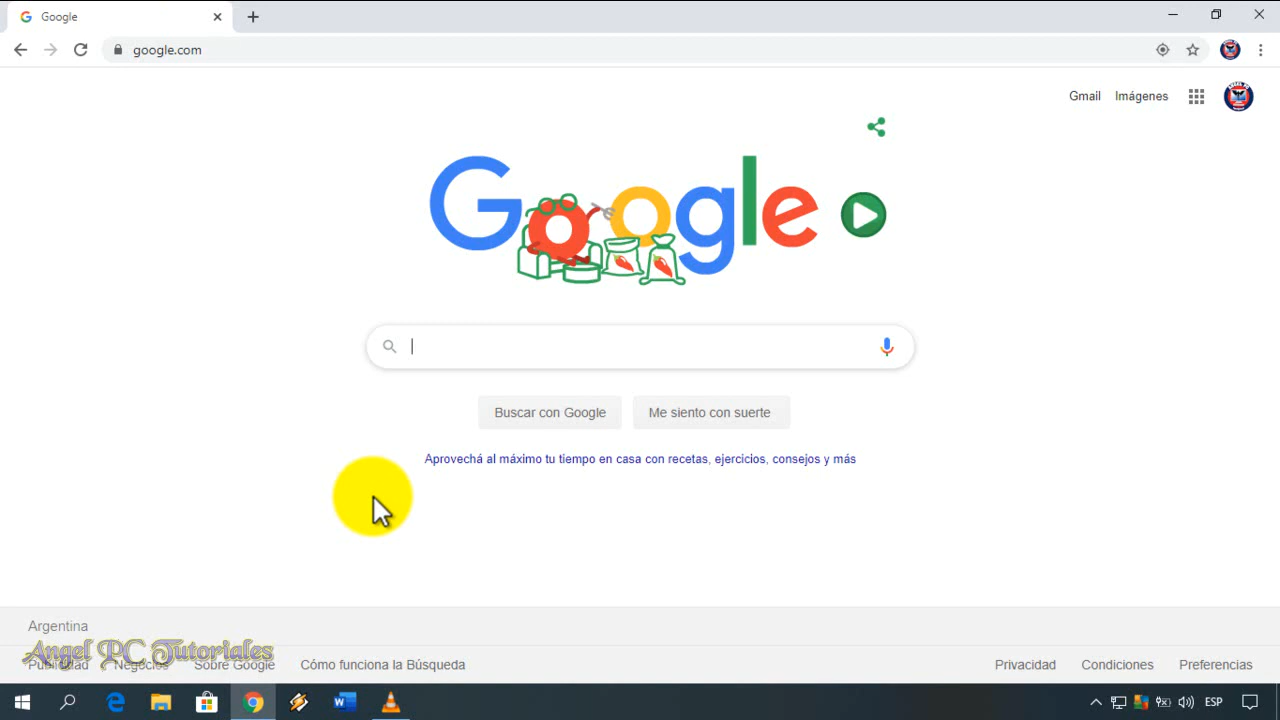 Google
google.com
Gmail Imágenes
Google
Buscar con Google Me siento con suerte
Aprovechá al máximo tu tiempo en casa con recetas, ejercicios, consejos y más
Argentina
Angel PC Tutoriales
Publicidad Negocios Sobre Google Cómo funciona la Búsqueda Privacidad Condiciones Preferencias
ESP